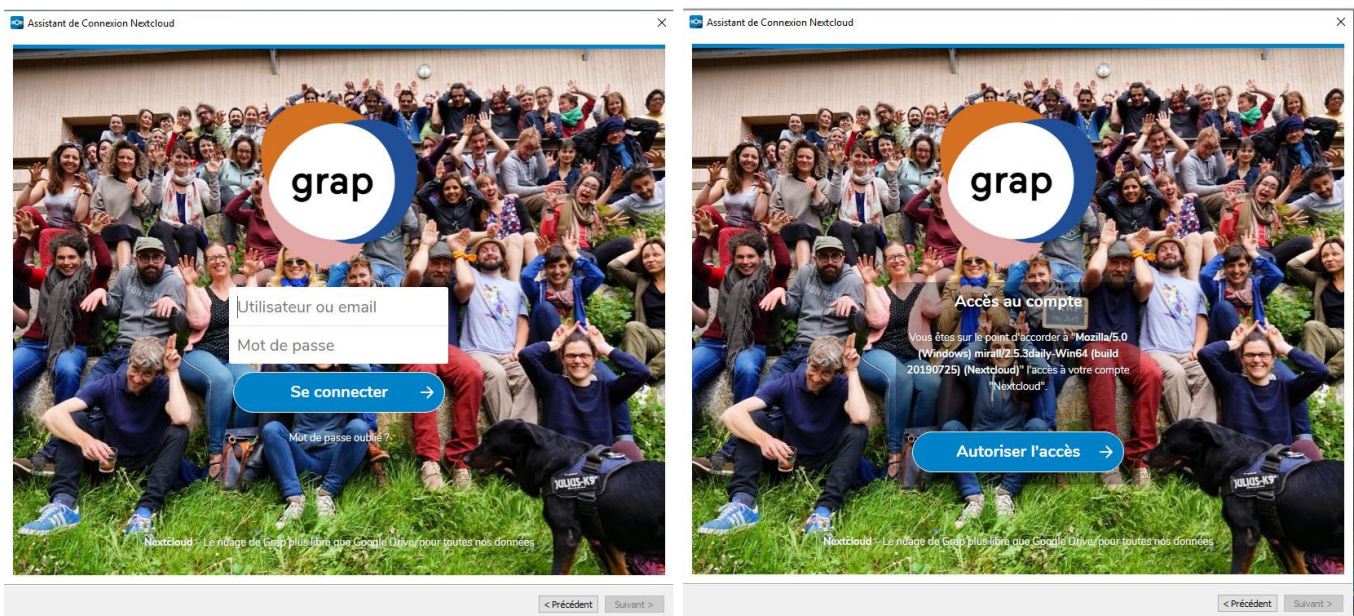 Assistant de Connexion Nextcloud
grap
Utilisateur ou email
Mot de passe
Se connecter
Mot de passe oublié ?
JULIUS-K9
Nextcloud – Le nuage de Grap plus libre que Google Drive, pour toutes nos données
< Précédent
Suivant >
Assistant de Connexion Nextcloud
grap
Accès au compte
Vous êtes sur le point d'accorder à "Mozilla/5.0
(Windows) mirall/2.5.3daily-Win64 (build
20190725) (Nextcloud)" l'accès à votre compte
"Nextcloud".
Autoriser l'accès
JULIUS-K9
Nextcloud – Le nuage de Grap plus libre que Google Drive, pour toutes nos données
< Précédent
Suivant >